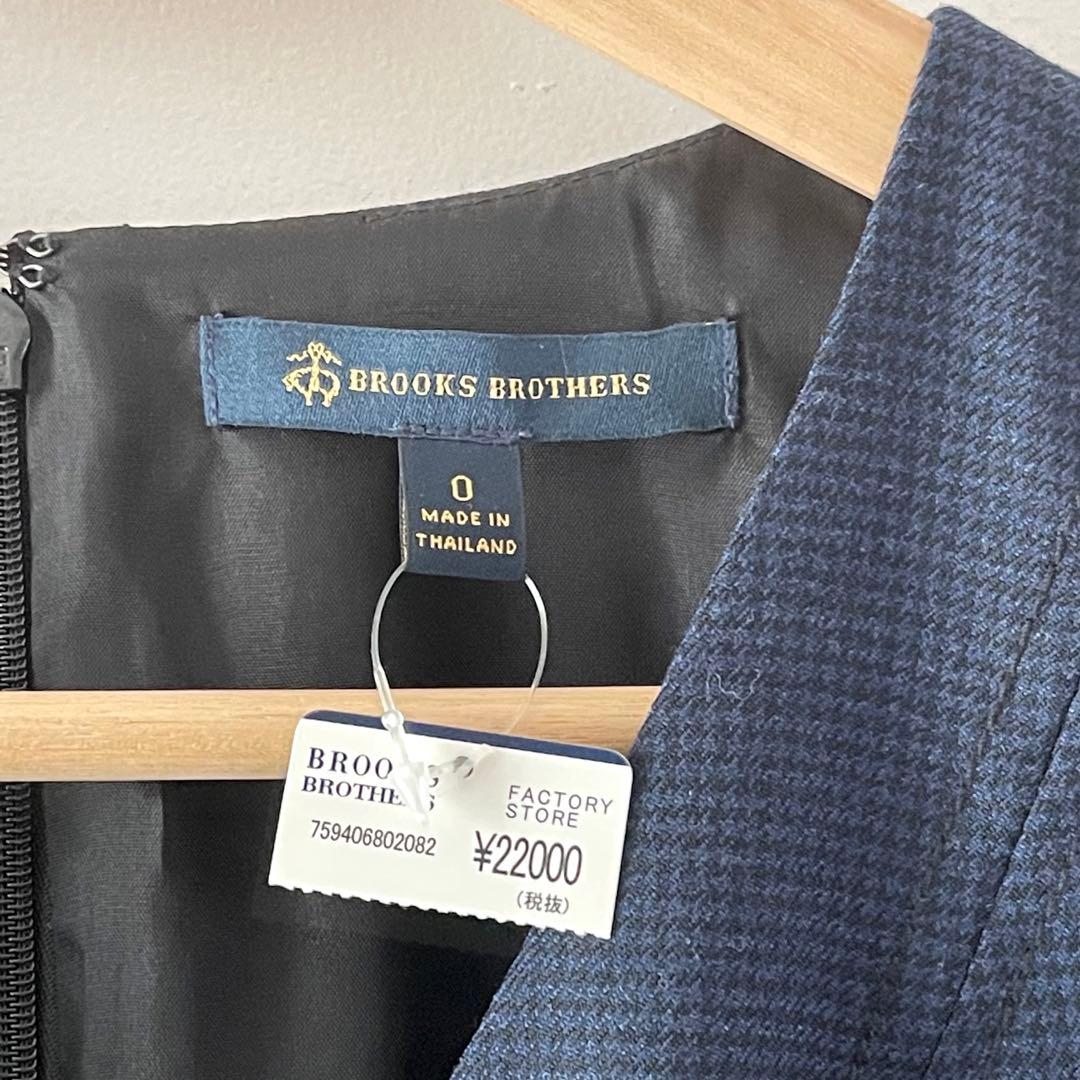 BROOKS BROTHERS
0
MADE IN
THAILAND
BROOKS
BROTHERS
FACTORY
STORE
759406802082
¥22000
(税抜)